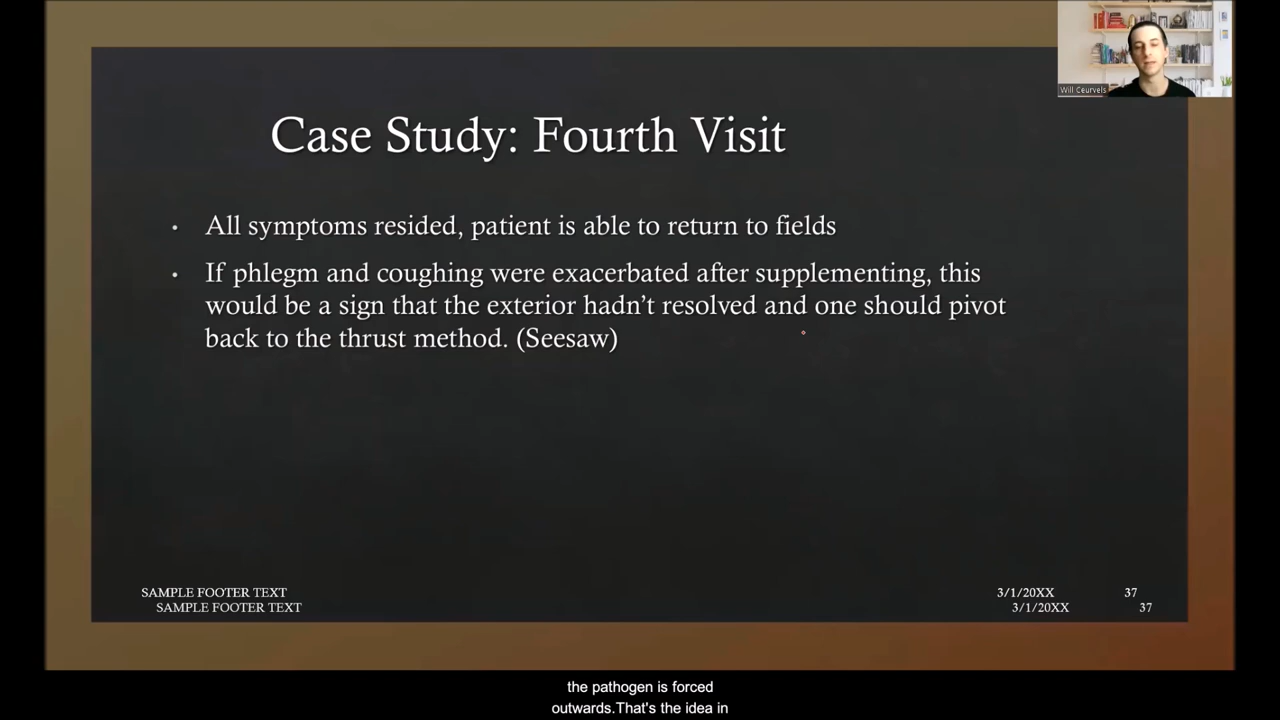 Will Ceurvels
Case Study: Fourth Visit
• All symptoms resided, patient is able to return to fields
• If phlegm and coughing were exacerbated after supplementing, this
would be a sign that the exterior hadn’t resolved and one should pivot
back to the thrust method. (Seesaw)
SAMPLE FOOTER TEXT 3/1/20XX 37
SAMPLE FOOTER TEXT 3/1/20XX 37
the pathogen is forced
outwards.That's the idea in